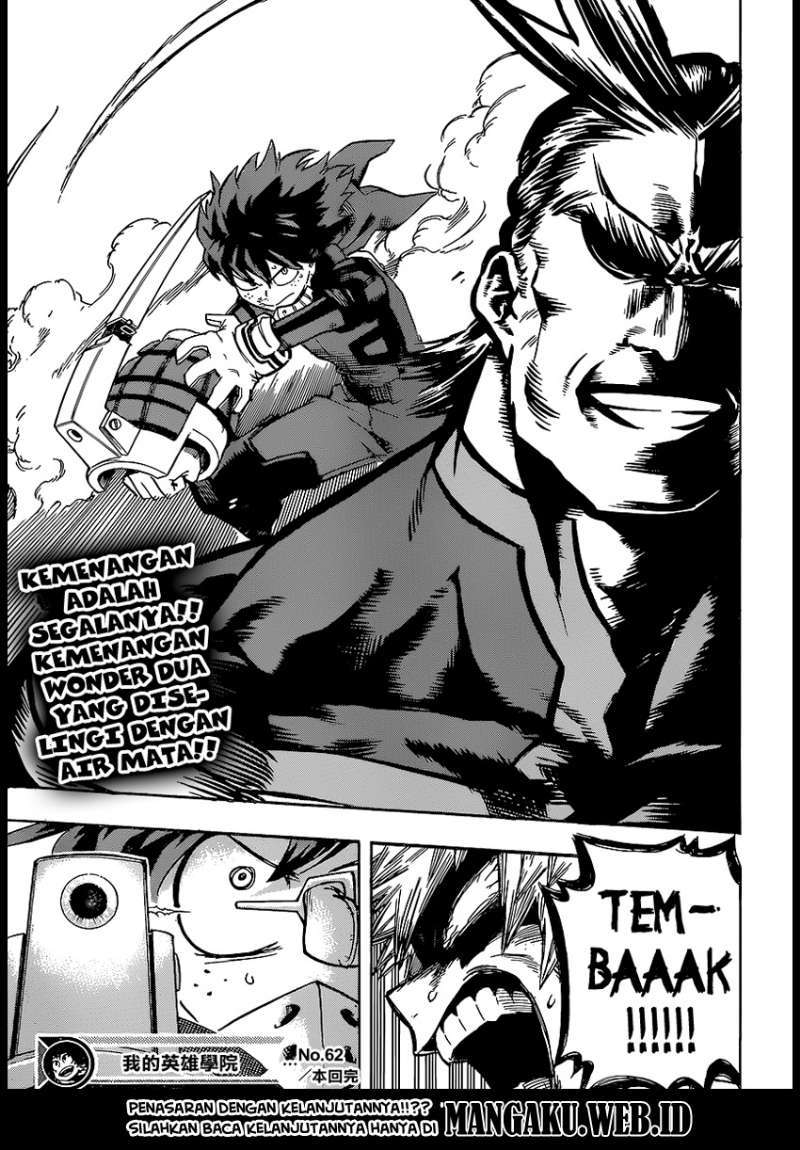 KEMENANGAN
ADALAH
SEGALANYA!!
KEMENANGAN
WONDER DUA
YANG DISE-
LINGI DENGAN
AIR MATA!!
TEM-
BAAAK
!!!!!!
我的英雄學院
...No.62
／本回完
PENASARAN DENGAN KELANJUTANNYA!!??
SILAHKAN BACA KELANJUTANNYA HANYA DI
MANGAKU.WEB.ID